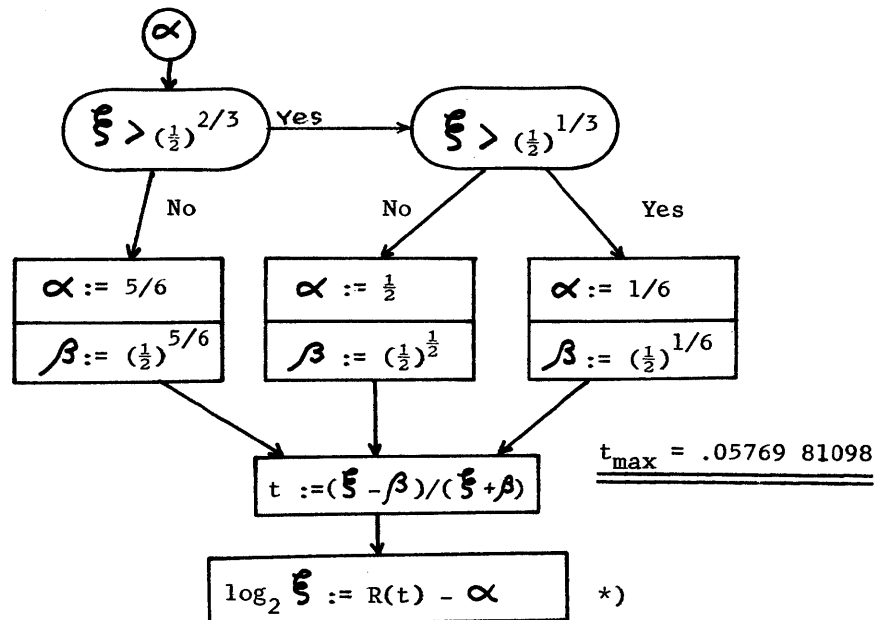 α
ξ > (½)^2/3
Yes
ξ > (½)^1/3
No
No
Yes
α := 5/6
β := (½)^5/6
α := ½
β := (½)^½
α := 1/6
β := (½)^1/6
t := (ξ - β)/(ξ + β)
t_max = .05769 81098
log_2 ξ := R(t) - α *)